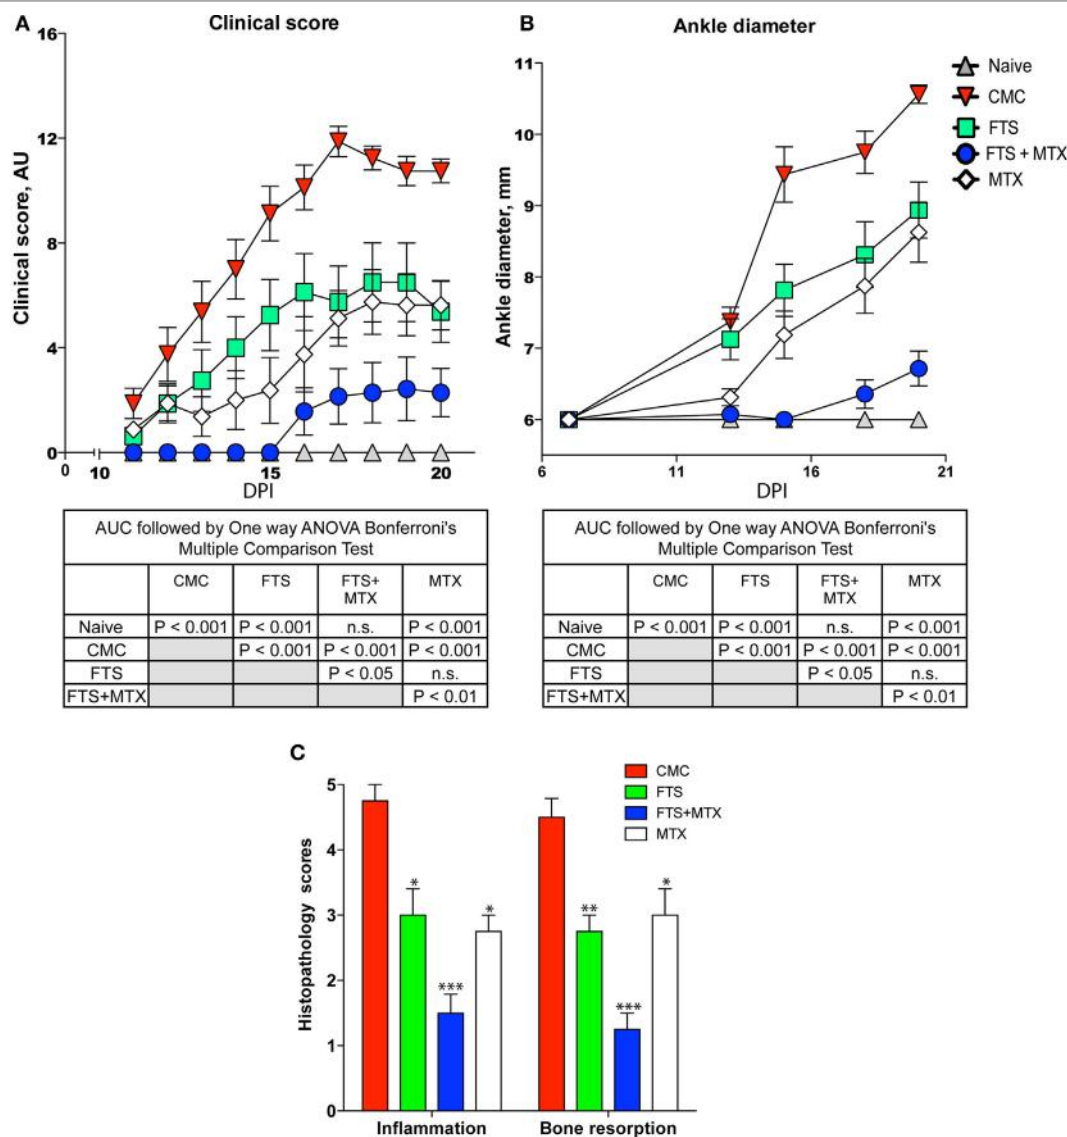 A
Clinical score
16
12
8
4
0
Clinical score, AU
0
10
15
20
DPI
B
Ankle diameter
11
10
9
8
7
6
Ankle diameter, mm
6
11
16
21
DPI
Naive
CMC
FTS
FTS + MTX
MTX
AUC followed by One way ANOVA Bonferroni's
Multiple Comparison Test
CMC FTS FTS+ MTX
MTX
Naive P < 0.001 P < 0.001 n.s. P < 0.001
CMC P < 0.001 P < 0.001 P < 0.001
FTS P < 0.05 n.s.
FTS+MTX P < 0.01
AUC followed by One way ANOVA Bonferroni's
Multiple Comparison Test
CMC FTS FTS+ MTX
MTX
Naive P < 0.001 P < 0.001 n.s. P < 0.001
CMC P < 0.001 P < 0.001 P < 0.001
FTS P < 0.05 n.s.
FTS+MTX P < 0.01
C
CMC
FTS
FTS+MTX
MTX
5
4
3
2
1
0
Histopathology scores
*
***
*
**
***
*
Inflammation
Bone resorption